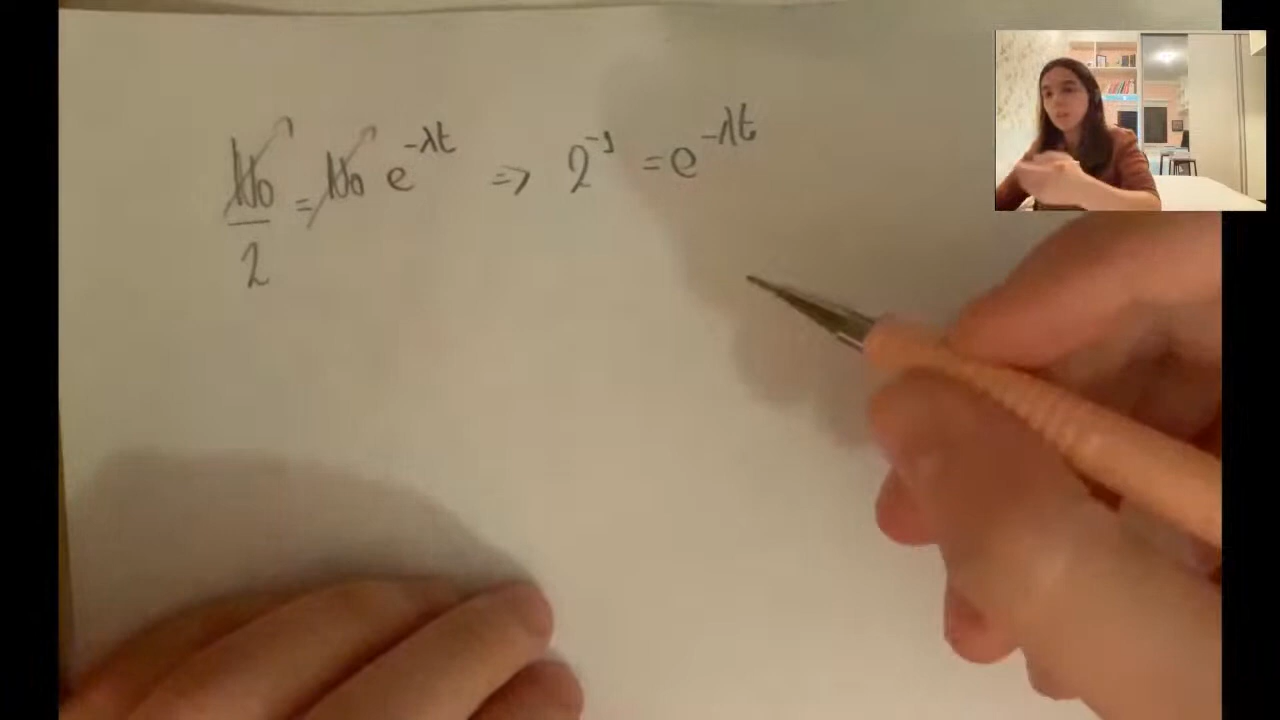 N₀/2 = N₀ e^(-λt) => 2^(-1) = e^(-λt)